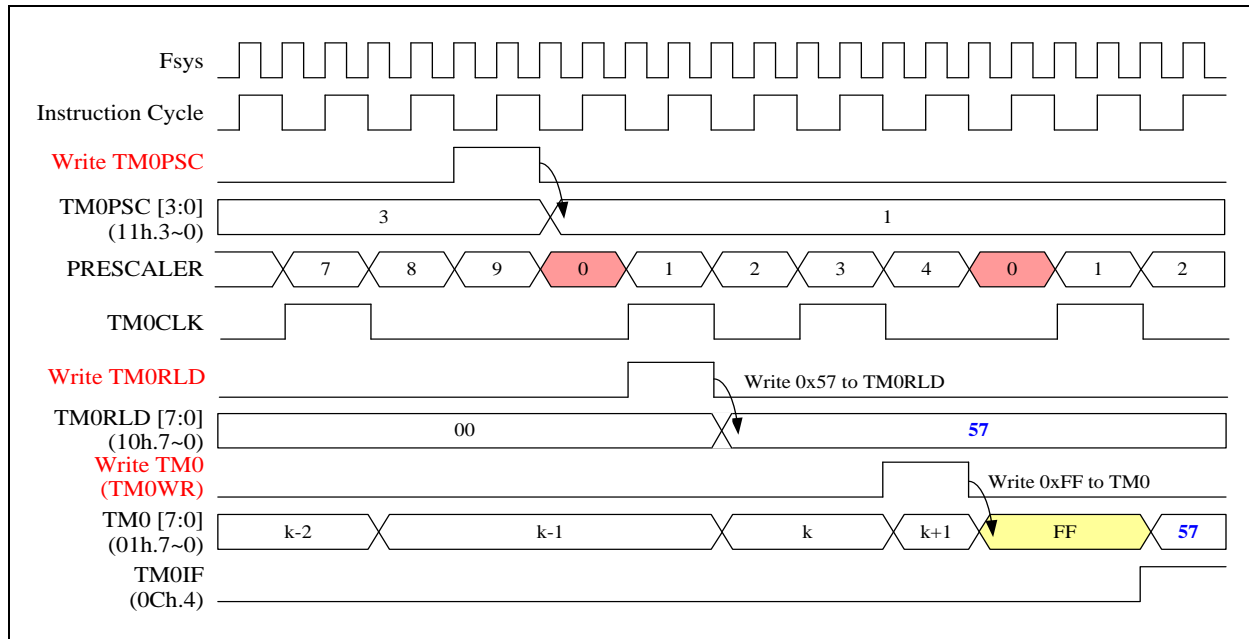 Fsys
Instruction Cycle
Write TM0PSC
TM0PSC [3:0]
(11h.3~0)
3 1
PRESCALER
7 8 9 0 1 2 3 4 0 1 2
TM0CLK
Write TM0RLD
Write 0x57 to TM0RLD
TM0RLD [7:0]
(10h.7~0)
00 57
Write TM0
(TM0WR)
Write 0xFF to TM0
TM0 [7:0]
(01h.7~0)
k-2 k-1 k k+1 FF 57
TM0IF
(0Ch.4)